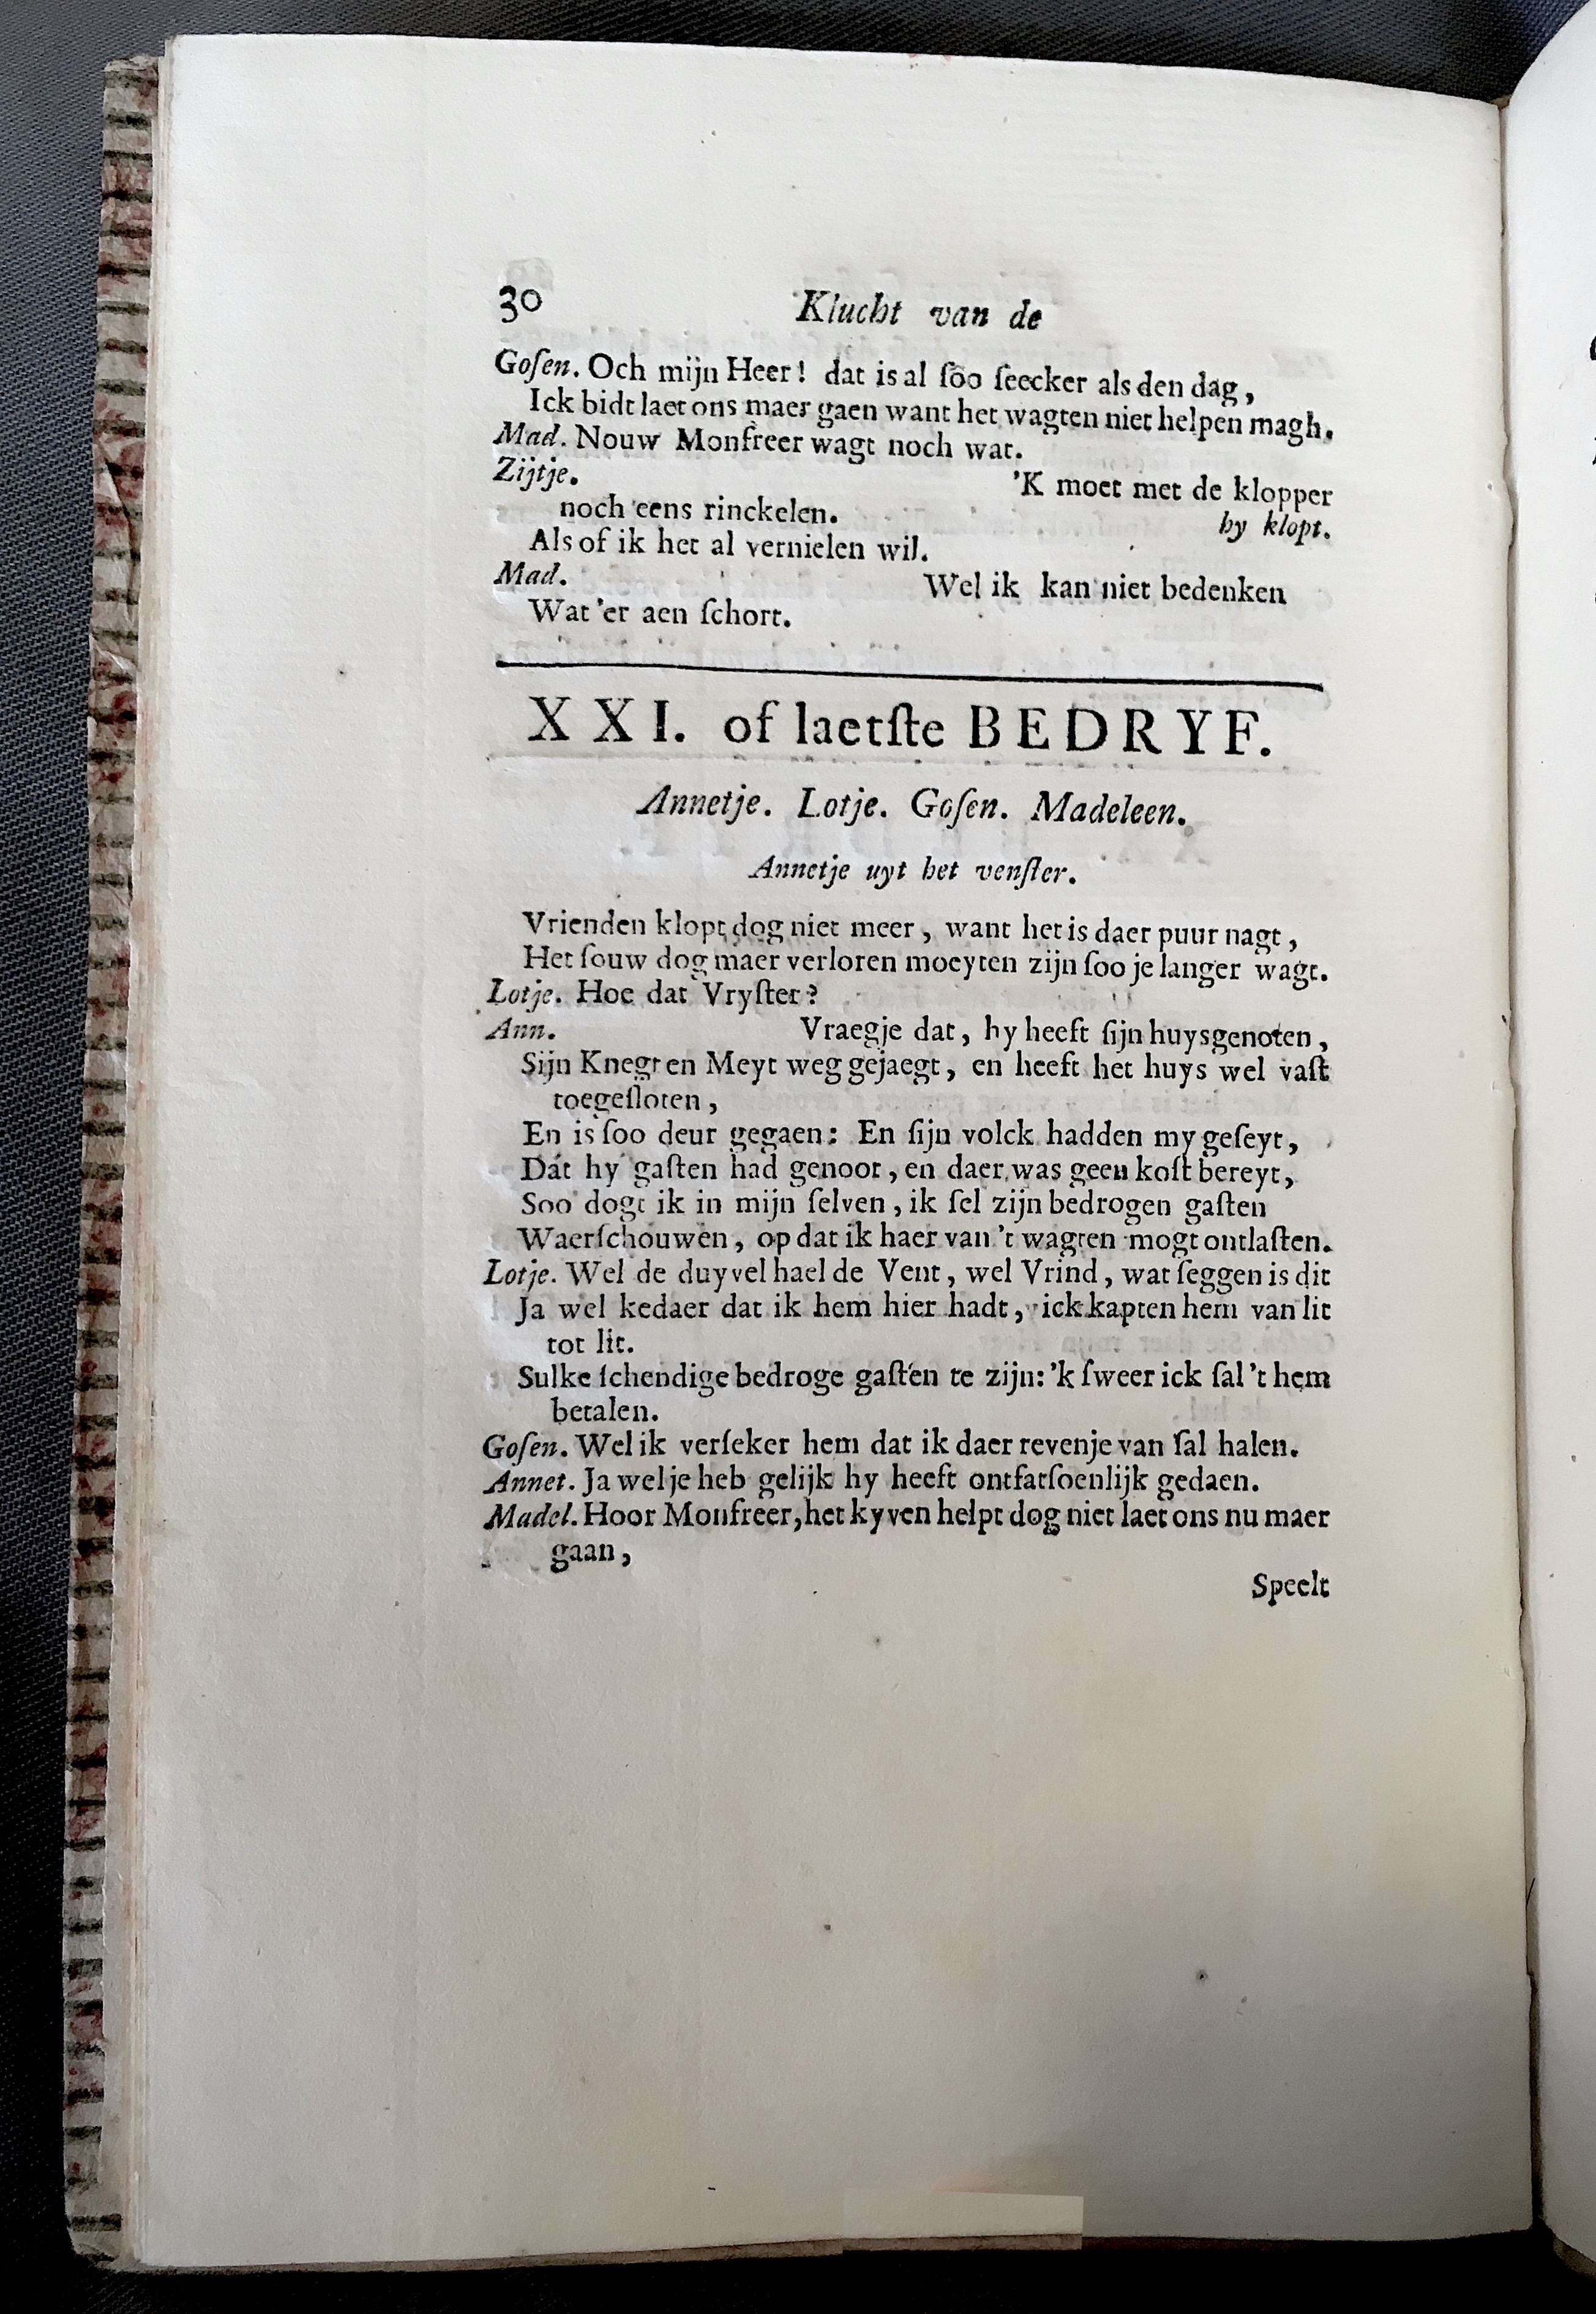 30 Klucht van de
Goſen. Och mijn Heer! dat is al ſoo ſeecker als den dag,
Ick bidt laet ons maer gaen want het wagten niet helpen magh.
Mad. Nouw Monfreer wagt noch wat.
Zijtje. 'K moet met de klopper
noch eens rinckelen. hy klopt.
Als of ik het al vernielen wil.
Mad. Wel ik kan niet bedenken
Wat 'er aen ſchort.
XXI. of laetſte BEDRYF.
Annetje. Lotje. Goſen. Madeleen.
Annetje uyt het venſter.
Vrienden klopt dog niet meer, want het is daer puur nagt,
Het ſouw dog maer verloren moeyten zijn ſoo je langer wagt.
Lotje. Hoe dat Vryſter?
Ann. Vraegje dat, hy heeft ſijn huysgenoten,
Sijn Knegt en Meyt weg gejaegt, en heeft het huys wel vaſt
toegeſloten,
En is ſoo deur gegaen: En ſijn volck hadden my geſeyt,
Dat hy gaſten had genoot, en daer was geen koſt bereyt,
Soo dogt ik in mijn ſelven, ik ſel zijn bedrogen gaſten
Waerſchouwen, op dat ik haer van 't wagten mogt ontlaſten.
Lotje. Wel de duyvel hael de Vent, wel Vrind, wat ſeggen is dit
Ja wel kedaer dat ik hem hier hadt, ick kapten hem van lit
tot lit.
Sulke ſchendige bedroge gaſten te zijn: 'k ſweer ick ſal 't hem
betalen.
Goſen. Wel ik verſeker hem dat ik daer revenje van ſal halen.
Annet. Ja wel je heb gelijk hy heeft ontfatſoenlijk gedaen.
Madel. Hoor Monfreer, het kyven helpt dog niet laet ons nu maer
gaan,
Speelt